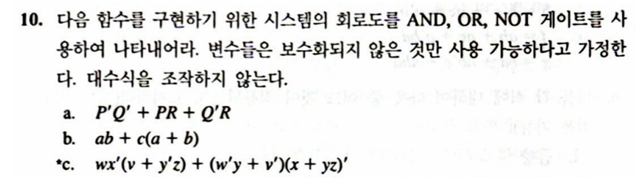 10. 다음 함수를 구현하기 위한 시스템의 회로도를 AND, OR, NOT 게이트를 사
용하여 나타내어라. 변수들은 보수화되지 않은 것만 사용 가능하다고 가정한
다. 대수식을 조작하지 않는다.
a. P'Q' + PR + Q'R
b. ab + c(a + b)
*c. wx'(v + y'z) + (w'y + v')(x + yz)'